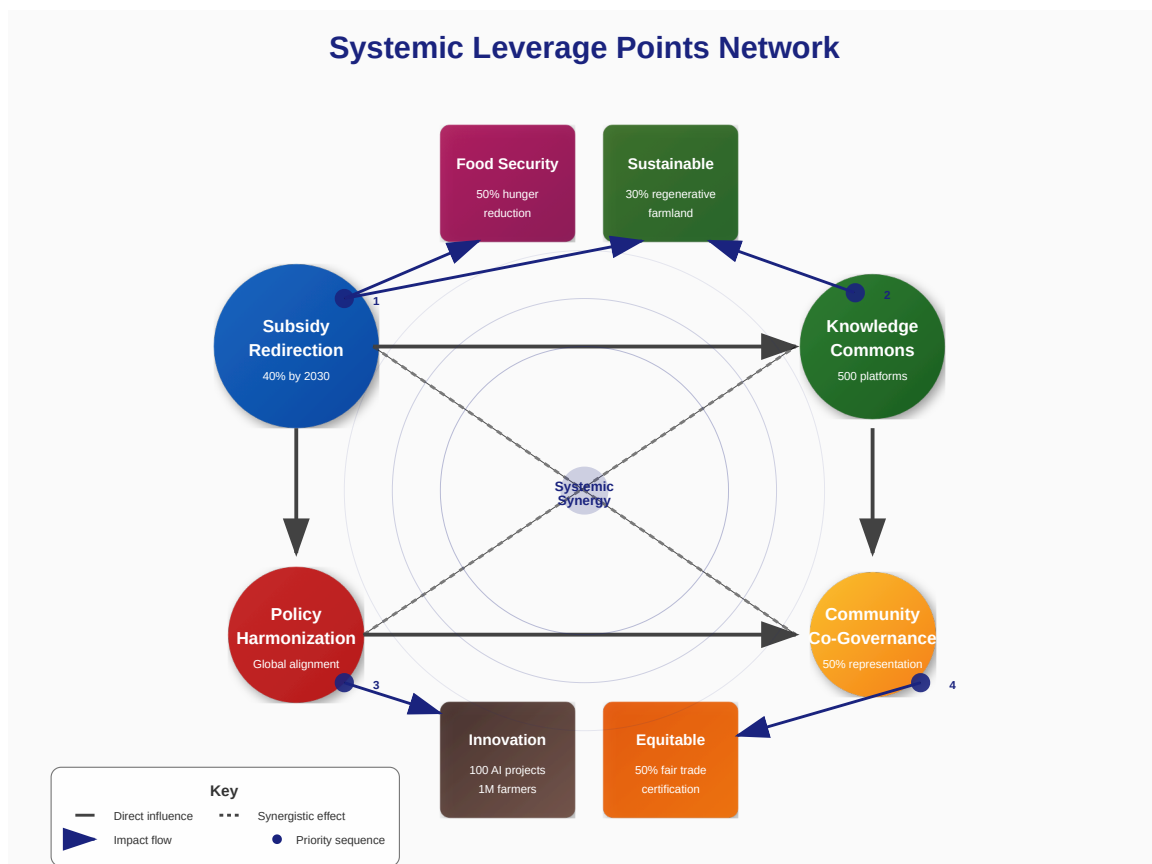 Systemic Leverage Points Network
Food Security
50% hunger
reduction
Sustainable
30% regenerative
farmland
1
2
Subsidy
Redirection
40% by 2030
Knowledge
Commons
500 platforms
Systemic
Synergy
Policy
Harmonization
Global alignment
Community
Co-Governance
50% representation
3
4
Innovation
100 AI projects
1M farmers
Equitable
50% fair trade
certification
Key
Direct influence
Synergistic effect
Impact flow
Priority sequence